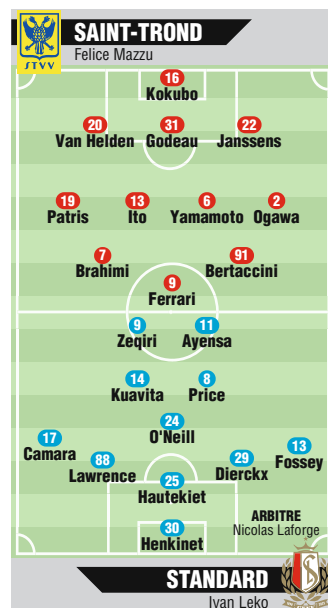 SAINT-TROND
Felice Mazzu
STVV
16
Kokubo
20 31 22
Van Helden Godeau Janssens
19 13 6 2
Patris Ito Yamamoto Ogawa
7 91
Brahimi Bertaccini
9
Ferrari
9 11
Zeqiri Ayensa
14 8
Kuavita Price
24
O'Neill
17 13
Camara Fossey
88 29
Lawrence Dierckx
25
Hautekiet
ARBITRE
Nicolas Laforge
30
Henkinet
STANDARD
Ivan Leko